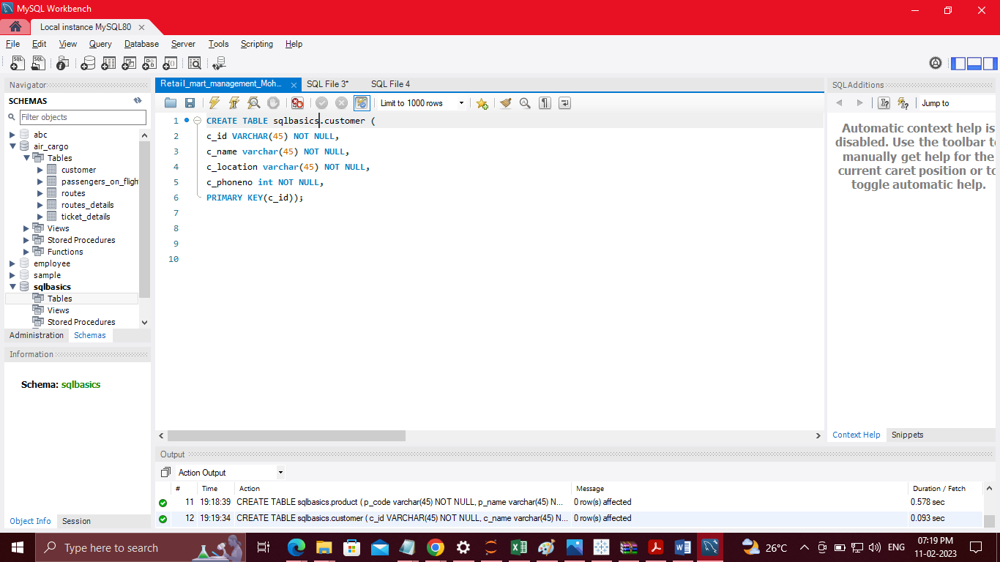 MySQL Workbench
Local instance MySQL80
File Edit View Query Database Server Tools Scripting Help
Navigator
SCHEMAS
Filter objects
abc
air_cargo
Tables
customer
passengers_on_fligh
routes
routes_details
ticket_details
Views
Stored Procedures
Functions
employee
sample
sqlbasics
Tables
Views
Stored Procedures
Administration Schemas
Information
Schema: sqlbasics
Object Info Session
Retail_mart_management_Moh... SQL File 3* SQL File 4
Limit to 1000 rows
1 CREATE TABLE sqlbasics.customer (
2 c_id VARCHAR(45) NOT NULL,
3 c_name varchar(45) NOT NULL,
4 c_location varchar(45) NOT NULL,
5 c_phoneno int NOT NULL,
6 PRIMARY KEY(c_id));
7
8
9
10
SQLAdditions
Jump to
Automatic context help is
disabled. Use the toolbar to
manually get help for the
current caret position or to
toggle automatic help.
Context Help Snippets
Output
Action Output
# Time Action Message Duration / Fetch
11 19:18:39 CREATE TABLE sqlbasics.product ( p_code varchar(45) NOT NULL, p_name varchar(45) N... 0 row(s) affected 0.578 sec
12 19:19:34 CREATE TABLE sqlbasics.customer ( c_id VARCHAR(45) NOT NULL, c_name varchar(45) N... 0 row(s) affected 0.093 sec
Type here to search
26°C
ENG
07:19 PM
11-02-2023